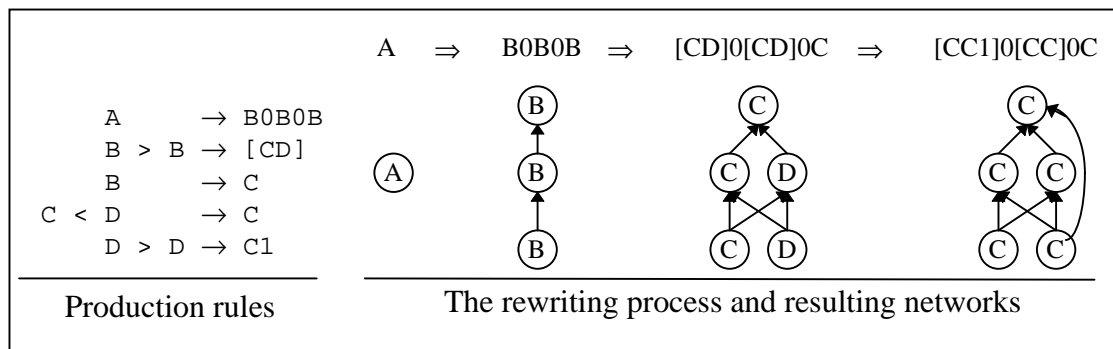 A ⇒ B0B0B ⇒ [CD]0[CD]0C ⇒ [CC1]0[CC]0C
A → B0B0B
B > B → [CD]
B → C
C < D → C
D > D → C1
A
B
B
B
C
C D
C D
C
C C
C C
Production rules
The rewriting process and resulting networks